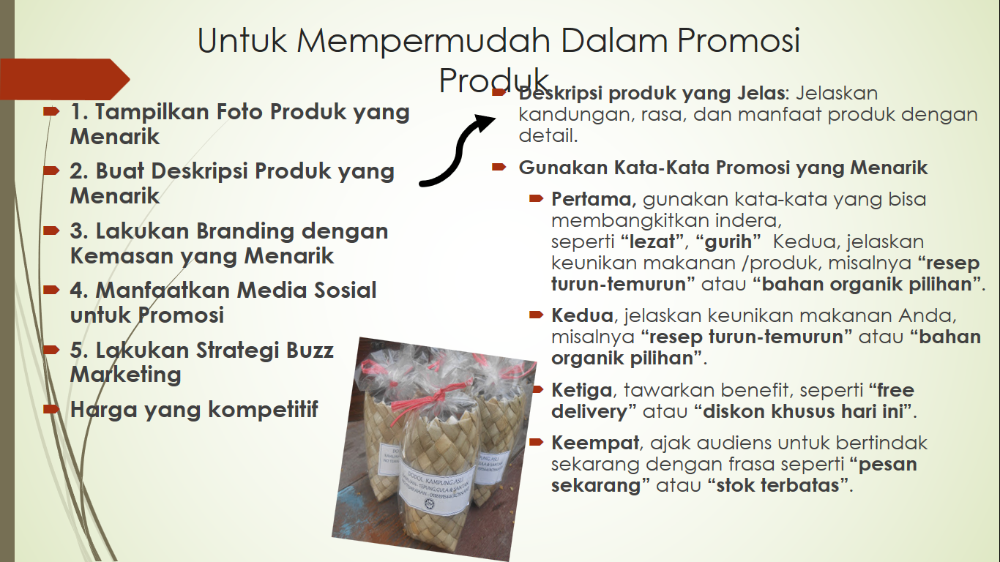 Untuk Mempermudah Dalam Promosi
Produk
1. Tampilkan Foto Produk yang
Menarik
2. Buat Deskripsi Produk yang
Menarik
3. Lakukan Branding dengan
Kemasan yang Menarik
4. Manfaatkan Media Sosial
untuk Promosi
5. Lakukan Strategi Buzz
Marketing
Harga yang kompetitif
Deskripsi produk yang Jelas: Jelaskan
kandungan, rasa, dan manfaat produk dengan
detail.
Gunakan Kata-Kata Promosi yang Menarik
Pertama, gunakan kata-kata yang bisa
membangkitkan indera,
seperti “lezat”, “gurih”  Kedua, jelaskan
keunikan makanan /produk, misalnya “resep
turun-temurun” atau “bahan organik pilihan”.
Kedua, jelaskan keunikan makanan Anda,
misalnya “resep turun-temurun” atau “bahan
organik pilihan”.
Ketiga, tawarkan benefit, seperti “free
delivery” atau “diskon khusus hari ini”.
Keempat, ajak audiens untuk bertindak
sekarang dengan frasa seperti “pesan
sekarang” atau “stok terbatas”.
DODOL KAMPUNG ASLI
TEPUNG,GULA & SANTAN